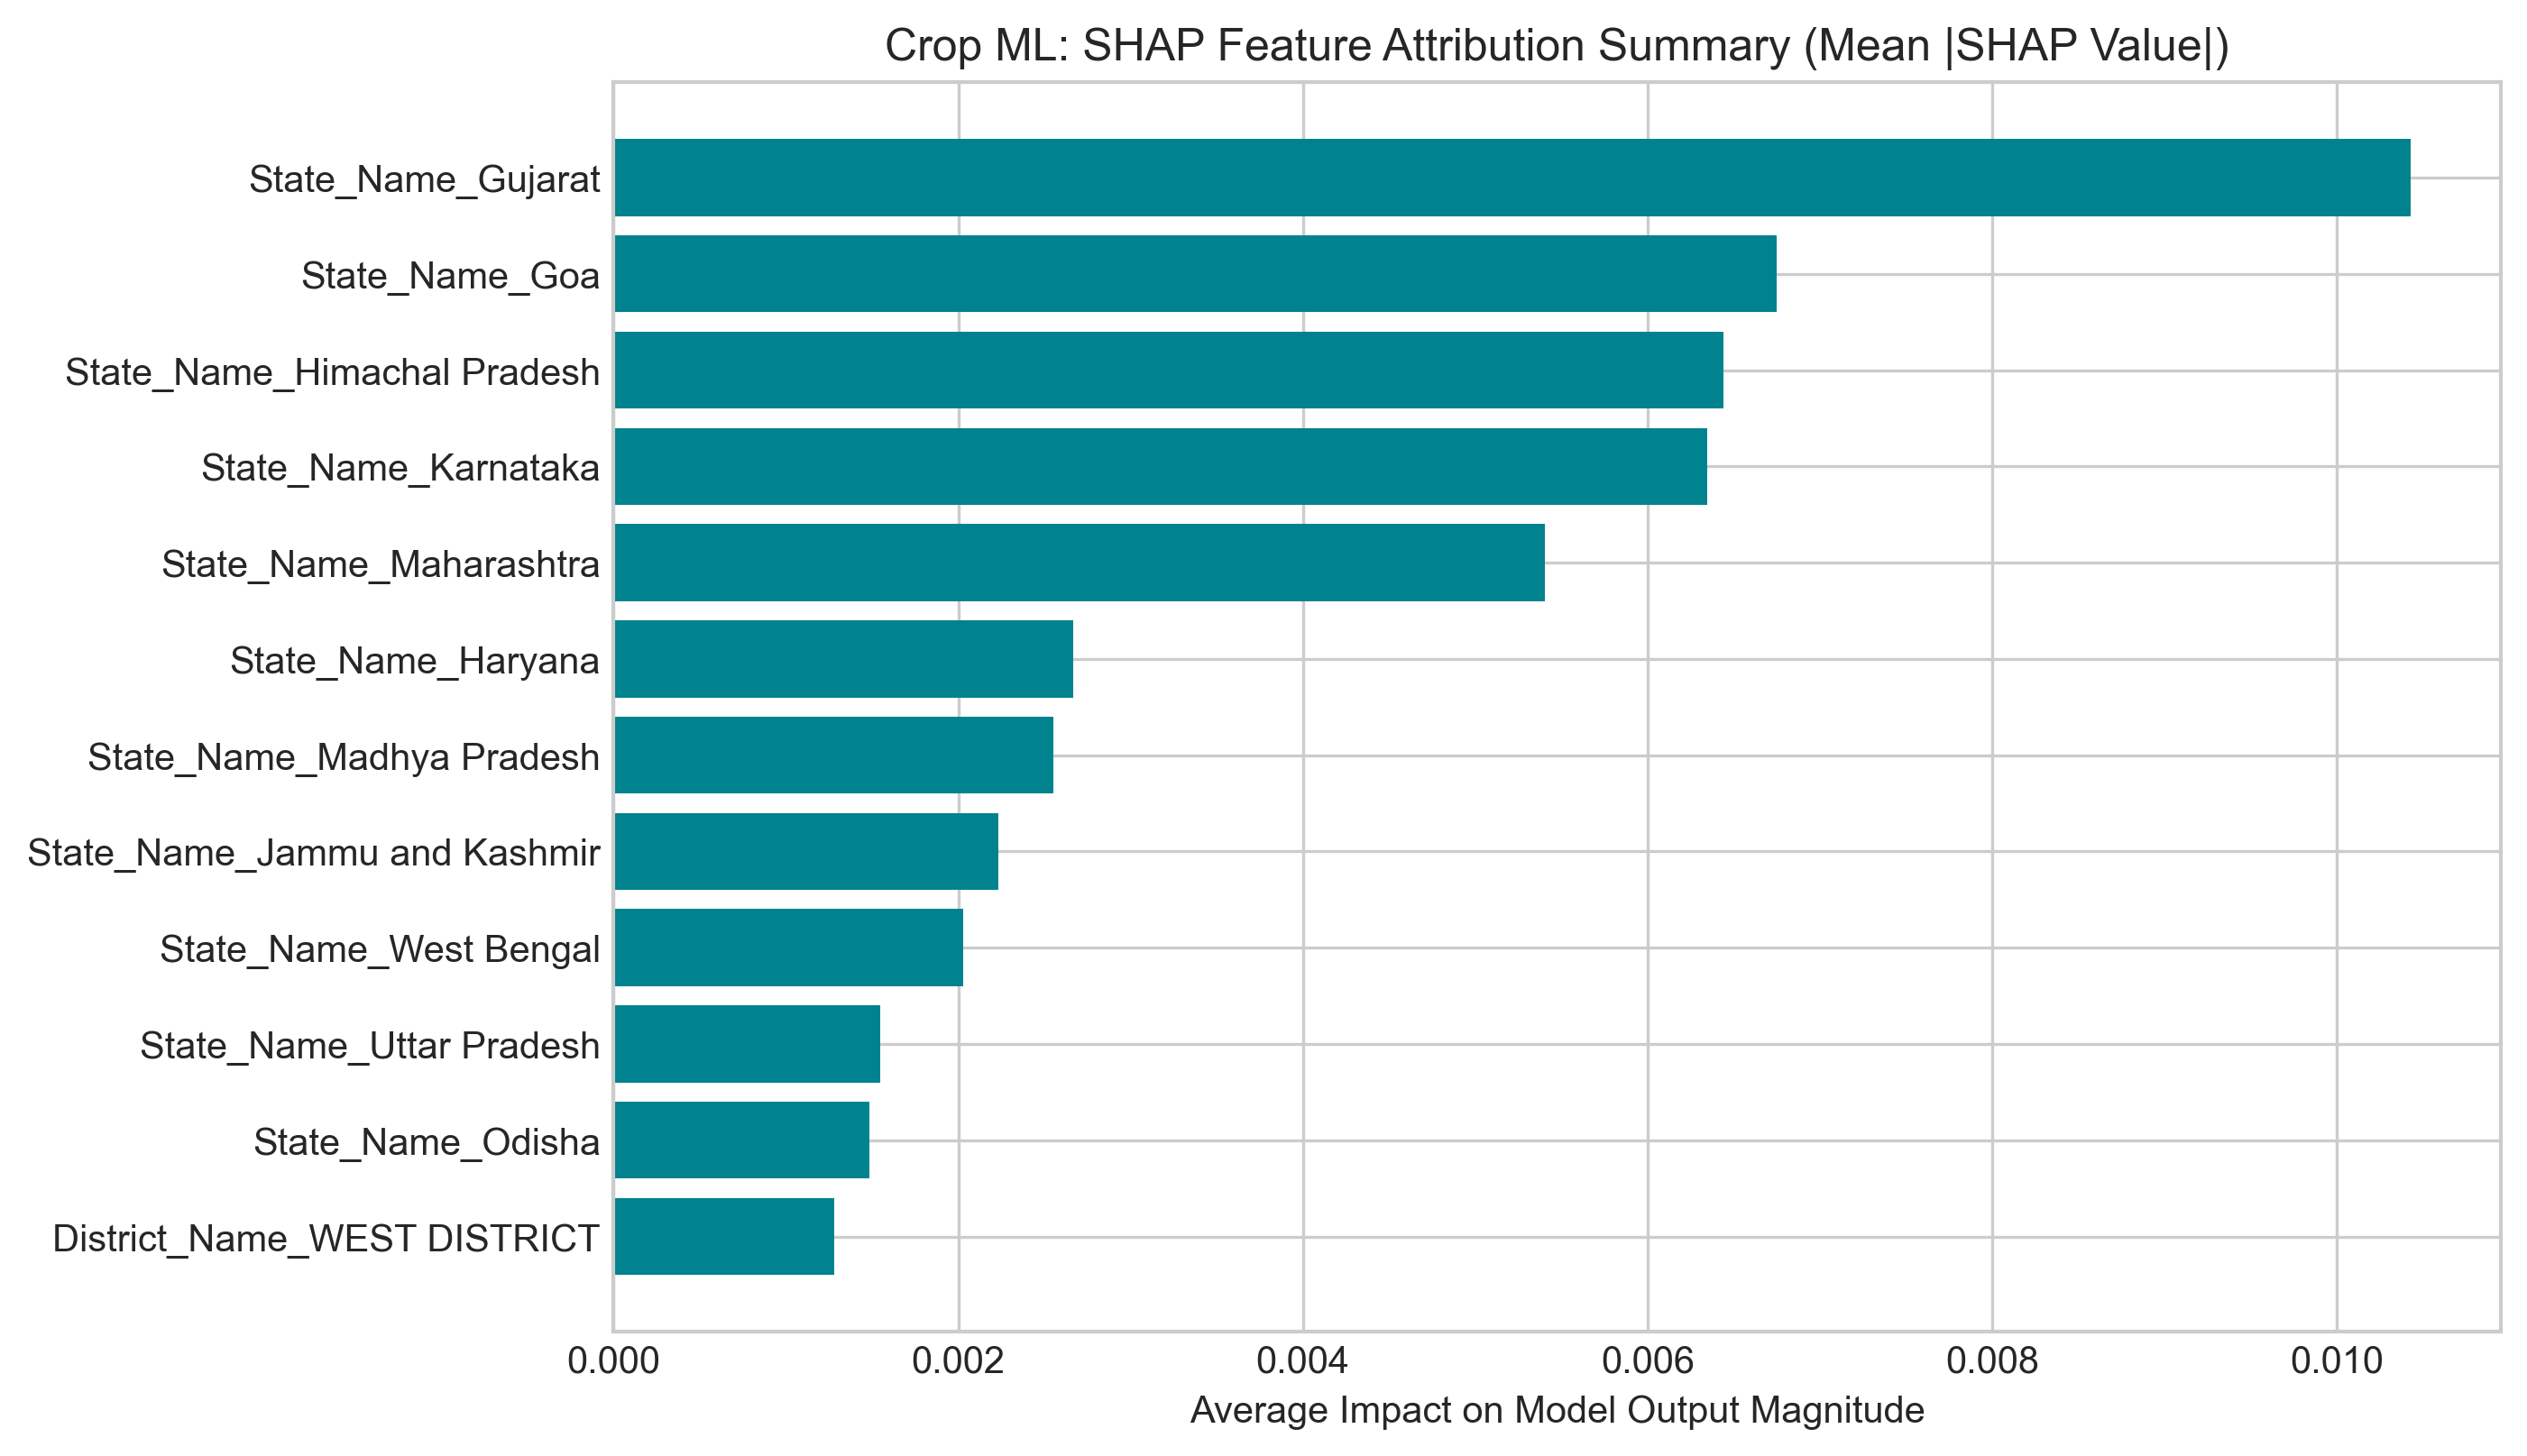 Crop ML: SHAP Feature Attribution Summary (Mean |SHAP Value|)
State_Name_Gujarat
State_Name_Goa
State_Name_Himachal Pradesh
State_Name_Karnataka
State_Name_Maharashtra
State_Name_Haryana
State_Name_Madhya Pradesh
State_Name_Jammu and Kashmir
State_Name_West Bengal
State_Name_Uttar Pradesh
State_Name_Odisha
District_Name_WEST DISTRICT
0.000 0.002 0.004 0.006 0.008 0.010
Average Impact on Model Output Magnitude